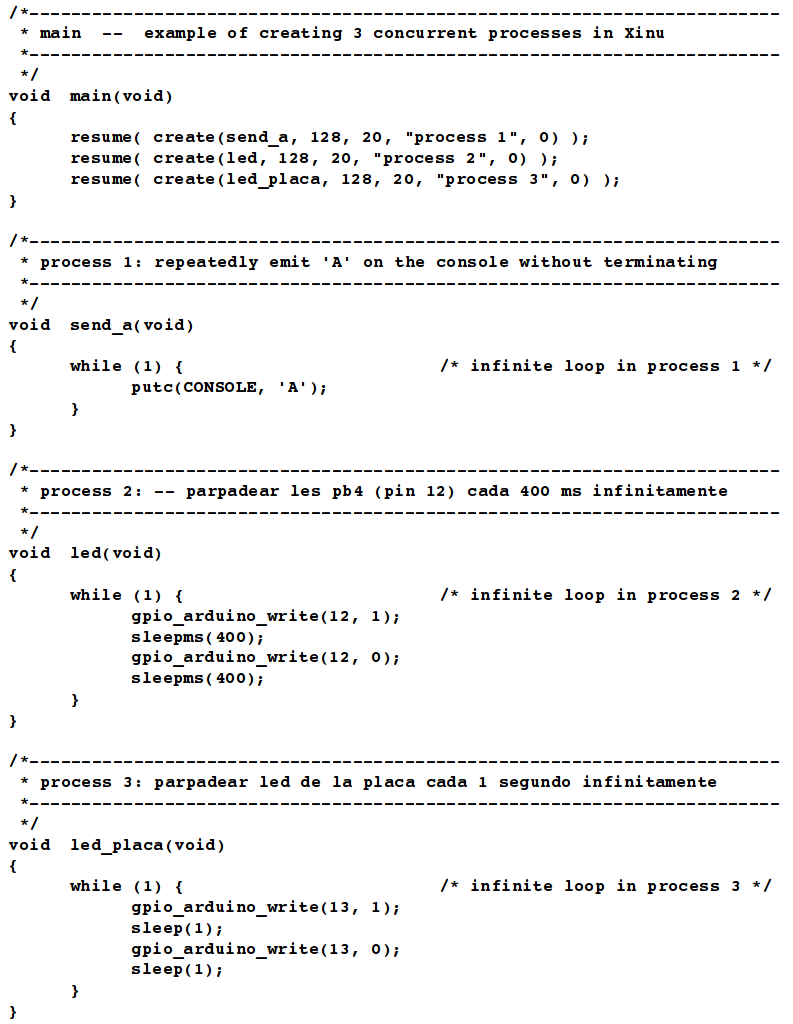 /*-------------------------------------------------------------------------
 * main  --  example of creating 3 concurrent processes in Xinu
 *-------------------------------------------------------------------------
 */
void  main(void)
{
      resume( create(send_a, 128, 20, "process 1", 0) );
      resume( create(led, 128, 20, "process 2", 0) );
      resume( create(led_placa, 128, 20, "process 3", 0) );
}

/*-------------------------------------------------------------------------
 * process 1: repeatedly emit 'A' on the console without terminating
 *-------------------------------------------------------------------------
 */
void  send_a(void)
{
      while (1) {                         /* infinite loop in process 1 */
            putc(CONSOLE, 'A');
      }
}

/*-------------------------------------------------------------------------
 * process 2: -- parpadear les pb4 (pin 12) cada 400 ms infinitamente
 *-------------------------------------------------------------------------
 */
void  led(void)
{
      while (1) {                         /* infinite loop in process 2 */
            gpio_arduino_write(12, 1);
            sleepms(400);
            gpio_arduino_write(12, 0);
            sleepms(400);
      }
}

/*-------------------------------------------------------------------------
 * process 3: parpadear led de la placa cada 1 segundo infinitamente
 *-------------------------------------------------------------------------
 */
void  led_placa(void)
{
      while (1) {                         /* infinite loop in process 3 */
            gpio_arduino_write(13, 1);
            sleep(1);
            gpio_arduino_write(13, 0);
            sleep(1);
      }
}